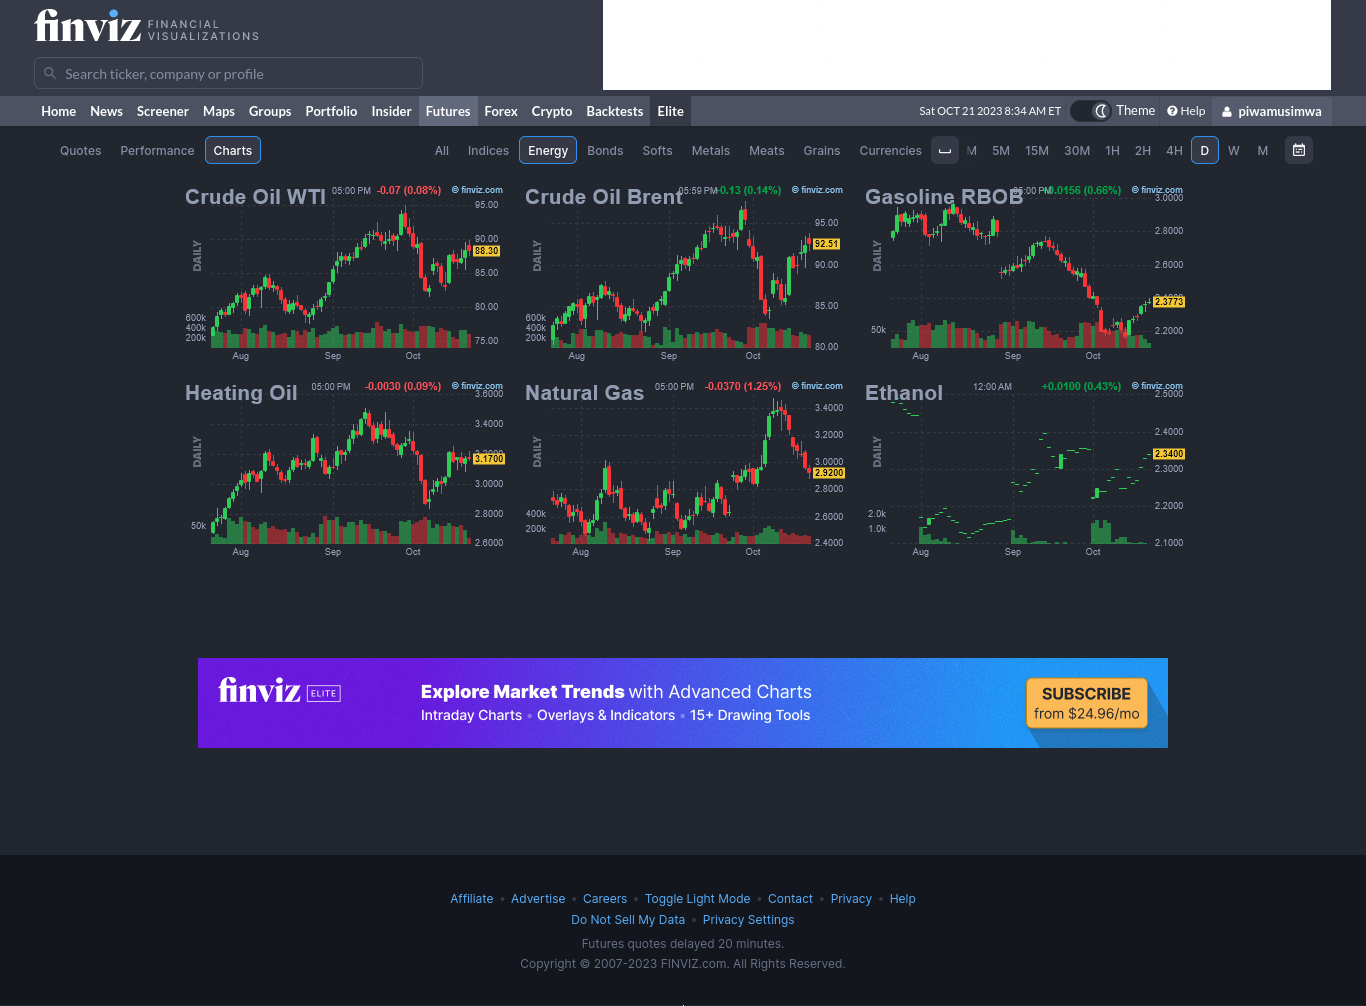 finviz FINANCIAL VISUALIZATIONS
Search ticker, company or profile
Home News Screener Maps Groups Portfolio Insider Futures Forex Crypto Backtests Elite Sat OCT 21 2023 8:34 AM ET Theme Help piwamusimwa
Quotes Performance Charts All Indices Energy Bonds Softs Metals Meats Grains Currencies M 5M 15M 30M 1H 2H 4H D W M
Crude Oil WTI 05:00 PM -0.07 (0.08%) © finviz.com
DAILY
95.00
90.00
88.30
85.00
80.00
75.00
600k
400k
200k
Aug Sep Oct
Crude Oil Brent 05:59 PM +0.13 (0.14%) © finviz.com
DAILY
95.00
92.51
90.00
85.00
80.00
600k
400k
200k
Aug Sep Oct
Gasoline RBOB 05:00 PM +0.0156 (0.66%) © finviz.com
DAILY
3.0000
2.8000
2.6000
2.3773
2.2000
50k
Aug Sep Oct
Heating Oil 05:00 PM -0.0030 (0.09%) © finviz.com
DAILY
3.6000
3.4000
3.1700
3.0000
2.8000
2.6000
50k
Aug Sep Oct
Natural Gas 05:00 PM -0.0370 (1.25%) © finviz.com
DAILY
3.4000
3.2000
3.0000
2.9200
2.8000
2.6000
2.4000
400k
200k
Aug Sep Oct
Ethanol 12:00 AM +0.0100 (0.43%) © finviz.com
DAILY
2.5000
2.4000
2.3400
2.3000
2.2000
2.1000
2.0k
1.0k
Aug Sep Oct
finviz ELITE
Explore Market Trends with Advanced Charts
Intraday Charts • Overlays & Indicators • 15+ Drawing Tools
SUBSCRIBE
from $24.96/mo
Affiliate • Advertise • Careers • Toggle Light Mode • Contact • Privacy • Help
Do Not Sell My Data • Privacy Settings
Futures quotes delayed 20 minutes.
Copyright © 2007-2023 FINVIZ.com. All Rights Reserved.